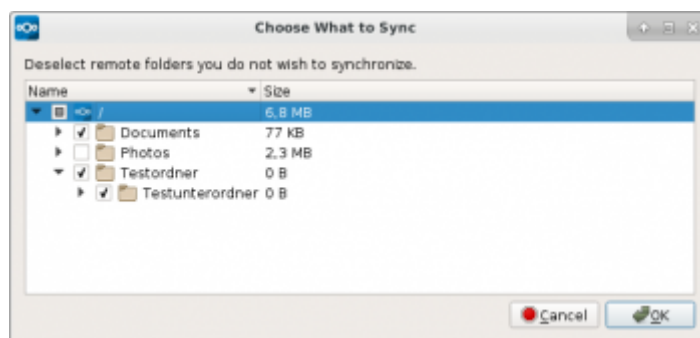 Choose What to Sync
Deselect remote folders you do not wish to synchronize.
Name Size
/ 6,8 MB
Documents 77 KB
Photos 2,3 MB
Testordner 0 B
Testunterordner 0 B
Cancel OK